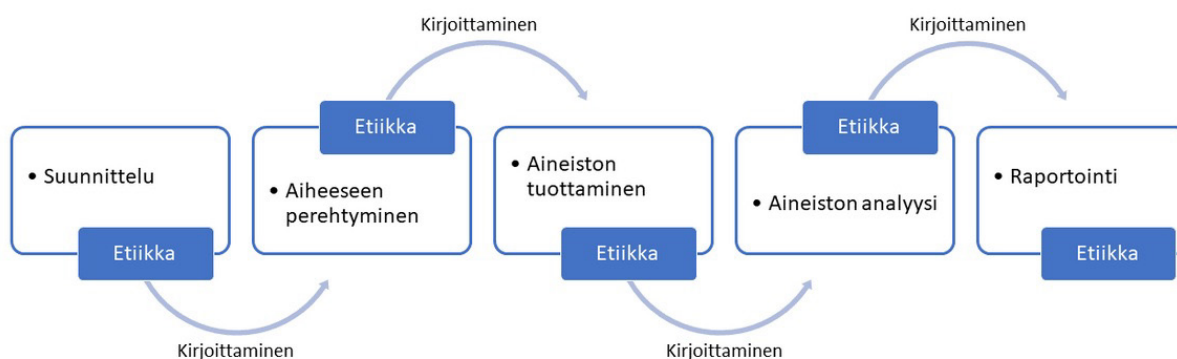 Kirjoittaminen
Kirjoittaminen
Etiikka
Etiikka
• Suunnittelu
• Aiheeseen
perehtyminen
• Aineiston
tuottaminen
• Aineiston analyysi
• Raportointi
Etiikka
Etiikka
Etiikka
Kirjoittaminen
Kirjoittaminen